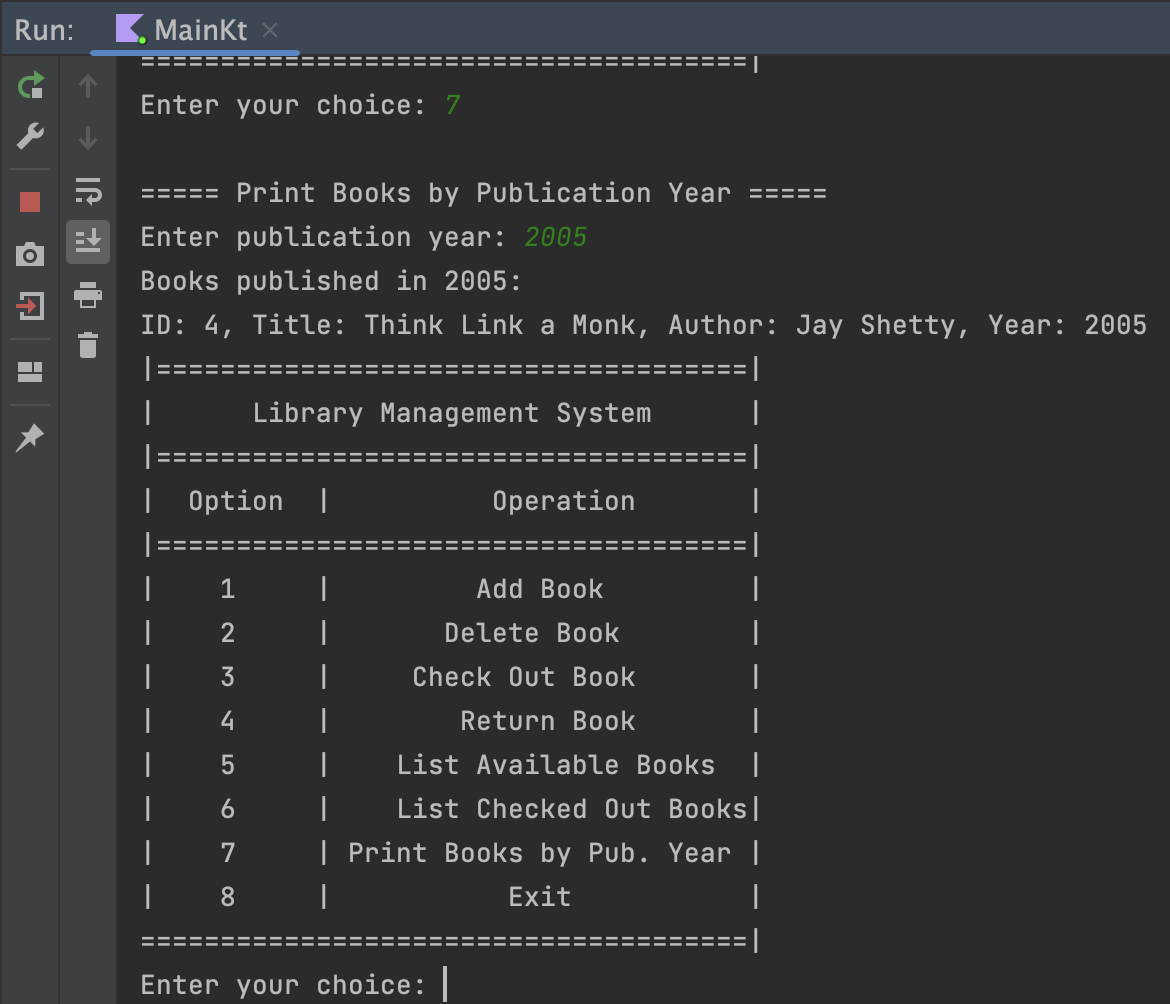 Run: MainKt
=====================================|
Enter your choice: 7
===== Print Books by Publication Year =====
Enter publication year: 2005
Books published in 2005:
ID: 4, Title: Think Link a Monk, Author: Jay Shetty, Year: 2005
|=====================================|
|      Library Management System      |
|=====================================|
|  Option  |          Operation       |
|=====================================|
|    1     |         Add Book         |
|    2     |       Delete Book        |
|    3     |     Check Out Book       |
|    4     |        Return Book       |
|    5     |    List Available Books  |
|    6     |    List Checked Out Books|
|    7     | Print Books by Pub. Year |
|    8     |           Exit           |
======================================|
Enter your choice: